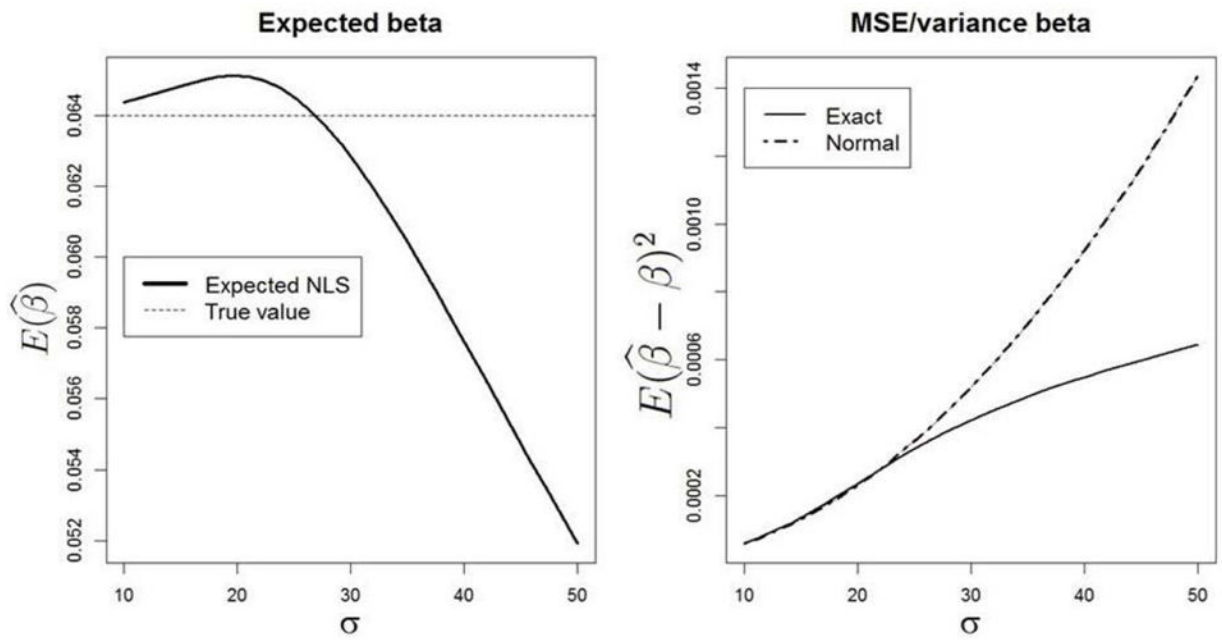 Expected beta
E(β̂)
0.064
0.062
0.060
0.058
0.056
0.054
0.052
Expected NLS
True value
10 20 30 40 50
σ
MSE/variance beta
E(β̂ − β)²
0.0014
0.0010
0.0006
0.0002
Exact
Normal
10 20 30 40 50
σ